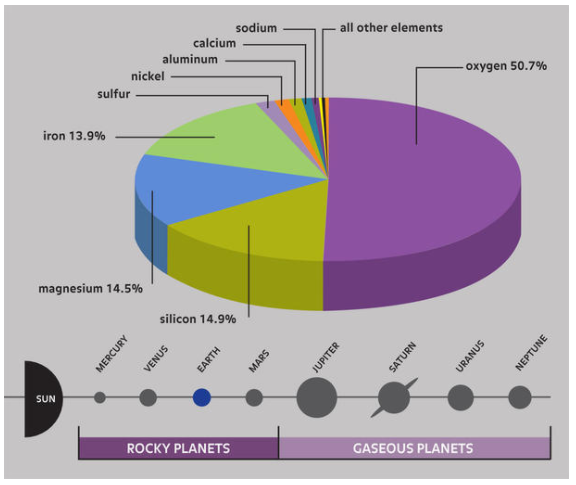 sodium
all other elements
calcium
aluminum
oxygen 50.7%
nickel
sulfur
iron 13.9%
magnesium 14.5%
silicon 14.9%
MERCURY
VENUS
EARTH
MARS
JUPITER
SATURN
URANUS
NEPTUNE
SUN
ROCKY PLANETS
GASEOUS PLANETS